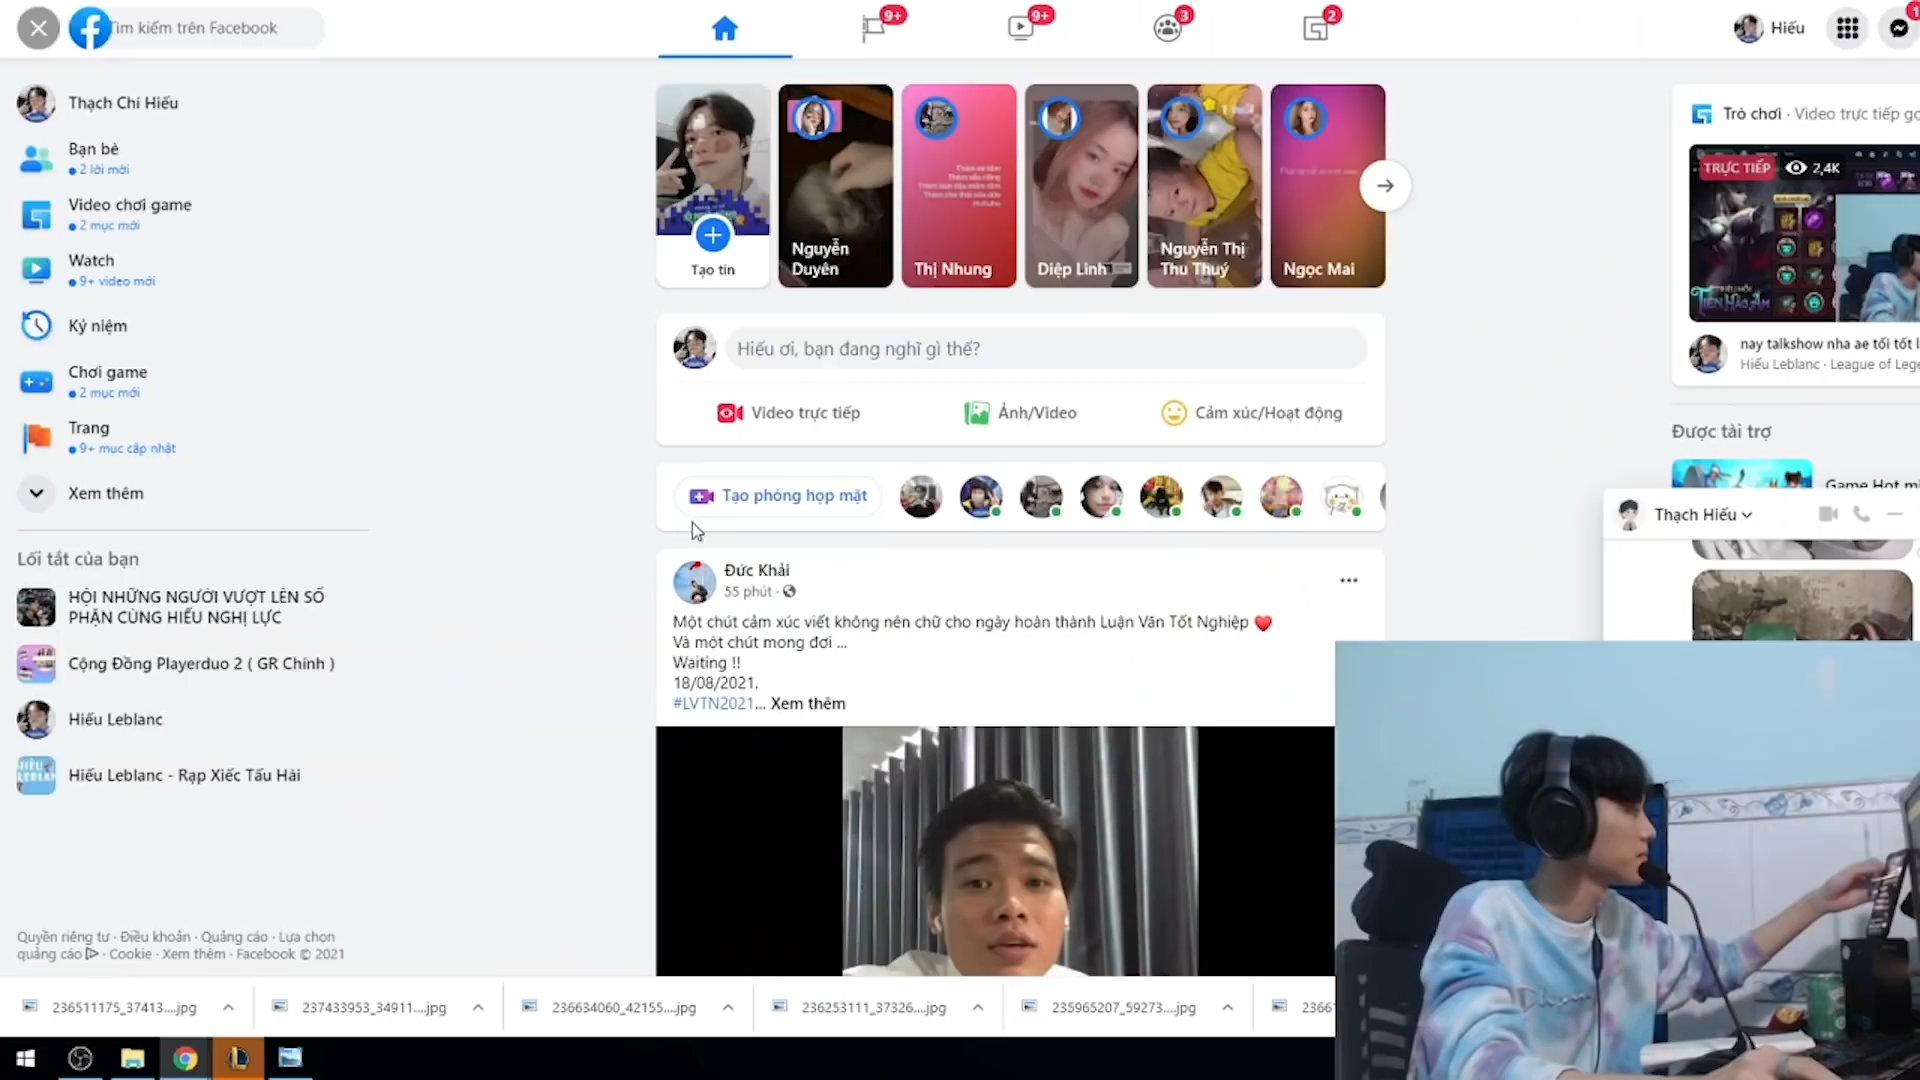 Tìm kiếm trên Facebook
9+
9+
3
2
Hiếu
1
Thạch Chí Hiếu
Bạn bè
2 lời mới
Video chơi game
2 mục mới
Watch
9+ video mới
Kỷ niệm
Chơi game
2 mục mới
Trang
9+ mục cập nhật
Xem thêm
Lối tắt của bạn
HỘI NHỮNG NGƯỜI VƯỢT LÊN SỐ
PHẬN CÙNG HIẾU NGHỊ LỰC
Cộng Đồng Playerduo 2 ( GR Chính )
Hiếu Leblanc
Hiếu Leblanc - Rạp Xiếc Tấu Hài
Quyền riêng tư · Điều khoản · Quảng cáo · Lựa chọn
quảng cáo · Cookie · Xem thêm · Facebook © 2021
Tạo tin
Nguyễn
Duyên
Thị Nhung
Diệp Linh
Nguyễn Thị
Thu Thuý
Ngọc Mai
Hiếu ơi, bạn đang nghĩ gì thế?
Video trực tiếp
Ảnh/Video
Cảm xúc/Hoạt động
Tạo phòng họp mặt
Đức Khải
55 phút ·
Một chút cảm xúc viết không nên chữ cho ngày hoàn thành Luận Văn Tốt Nghiệp ❤️
Và một chút mong đợi ...
Waiting !!
18/08/2021.
#LVTN2021... Xem thêm
Trò chơi · Video trực tiếp
TRỰC TIẾP
2,4K
nay talkshow nha ae tối tốt
Hiếu Leblanc · League of
Được tài trợ
Game Hot
Thạch Hiếu
236511175_37413....jpg
237433953_34911....jpg
236634060_42155....jpg
236253111_37326....jpg
235965207_59273....jpg
2366